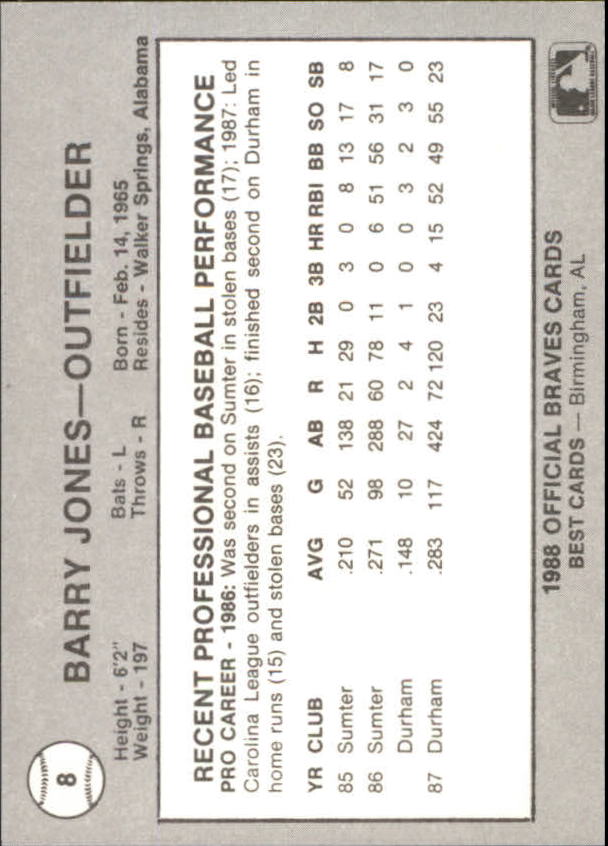 8
BARRY JONES—OUTFIELDER
Height - 6'2" Bats - L Born - Feb. 14, 1965
Weight - 197 Throws - R Resides - Walker Springs, Alabama
RECENT PROFESSIONAL BASEBALL PERFORMANCE
PRO CAREER - 1986: Was second on Sumter in stolen bases (17); 1987: Led
Carolina League outfielders in assists (16); finished second on Durham in
home runs (15) and stolen bases (23).
YR CLUB AVG G AB R H 2B 3B HR RBI BB SO SB
85 Sumter .210 52 138 21 29 0 3 0 8 13 17 8
86 Sumter .271 98 288 60 78 11 0 6 51 56 31 17
Durham .148 10 27 2 4 1 0 0 3 2 3 0
87 Durham .283 117 424 72 120 23 4 15 52 49 55 23
1988 OFFICIAL BRAVES CARDS
BEST CARDS — Birmingham, AL